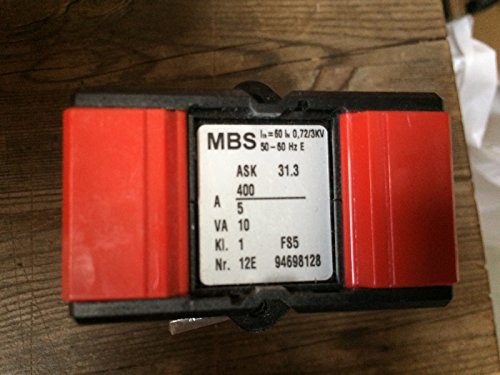 MBS Iₜₕ=60 Iₙ 0,72/3KV
50-60 Hz E
ASK 31.3
400
A
5
VA 10
Kl. 1 FS5
Nr. 12E 94698128